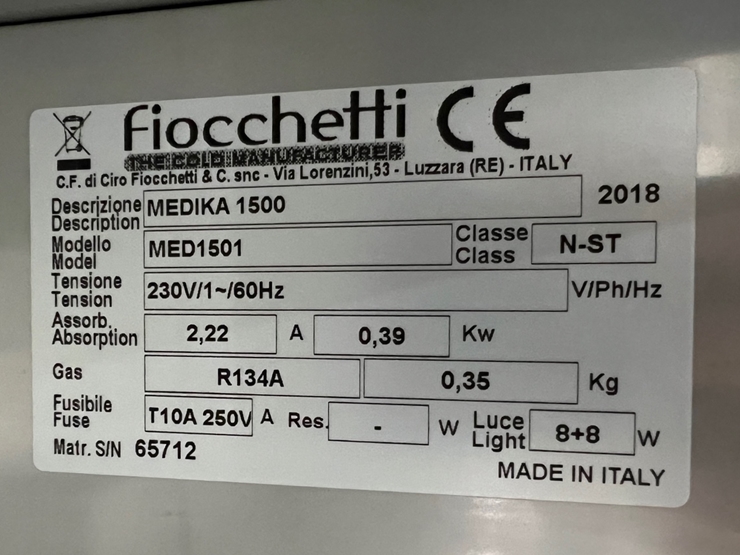 fiocchetti CE
THE COLD MANUFACTURER
C.F. di Ciro Fiocchetti & C. snc - Via Lorenzini,53 - Luzzara (RE) - ITALY
Descrizione
Description
MEDIKA 1500
2018
Modello
Model
MED1501
Classe
Class
N-ST
Tensione
Tension
230V/1~/60Hz
V/Ph/Hz
Assorb.
Absorption
2,22 A 0,39 Kw
Gas R134A 0,35 Kg
Fusibile
Fuse
T10A 250V A Res. - W
Luce
Light
8+8 W
Matr. S/N 65712
MADE IN ITALY